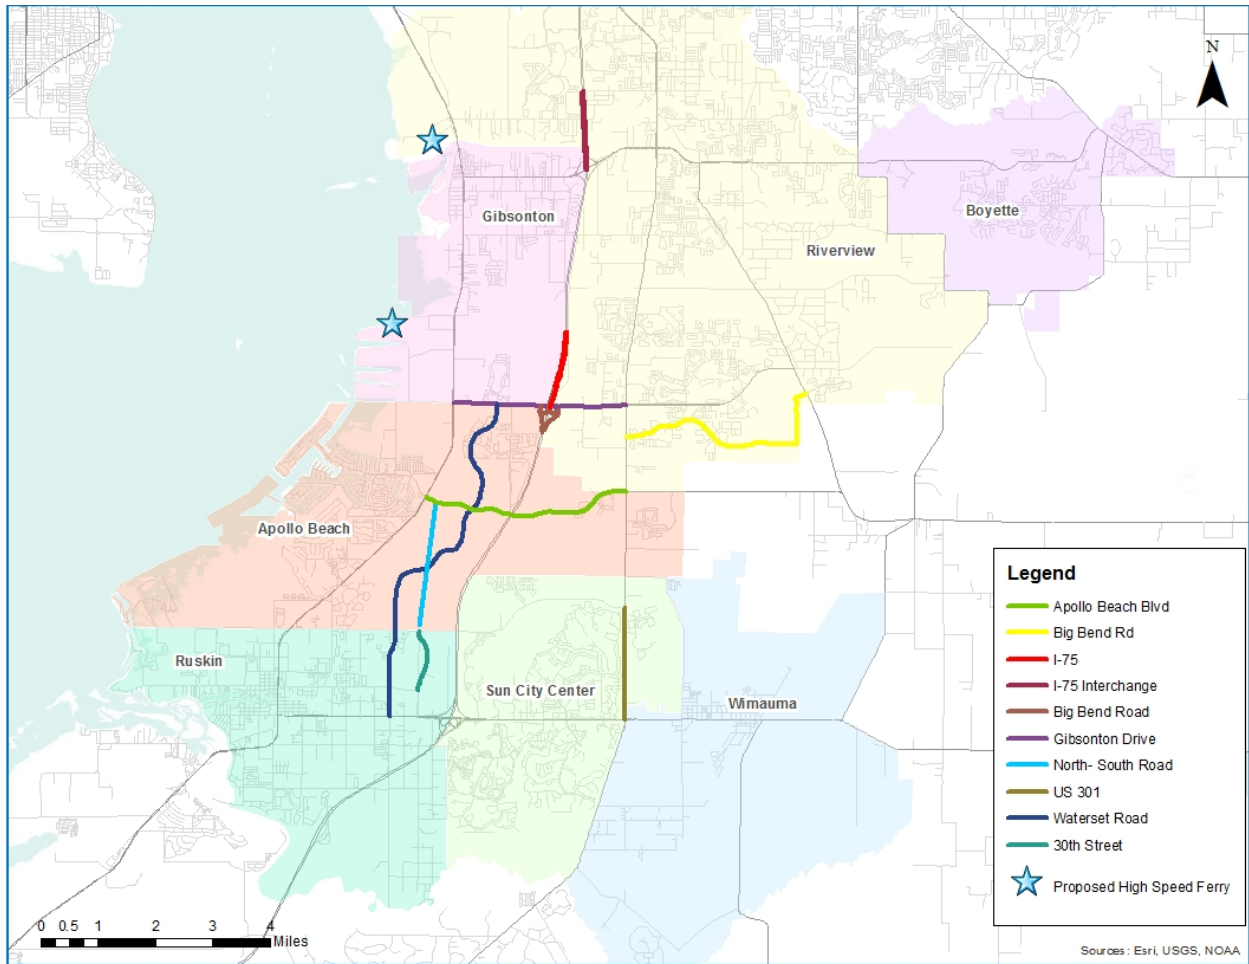 N
Gibsonton
Boyette
Riverview
Apollo Beach
Ruskin
Sun City Center
Wimauma
Legend
Apollo Beach Blvd
Big Bend Rd
I-75
I-75 Interchange
Big Bend Road
Gibsonton Drive
North- South Road
US 301
Waterset Road
30th Street
Proposed High Speed Ferry
0 0.5 1 2 3 4
Miles
Sources: Esri, USGS, NOAA